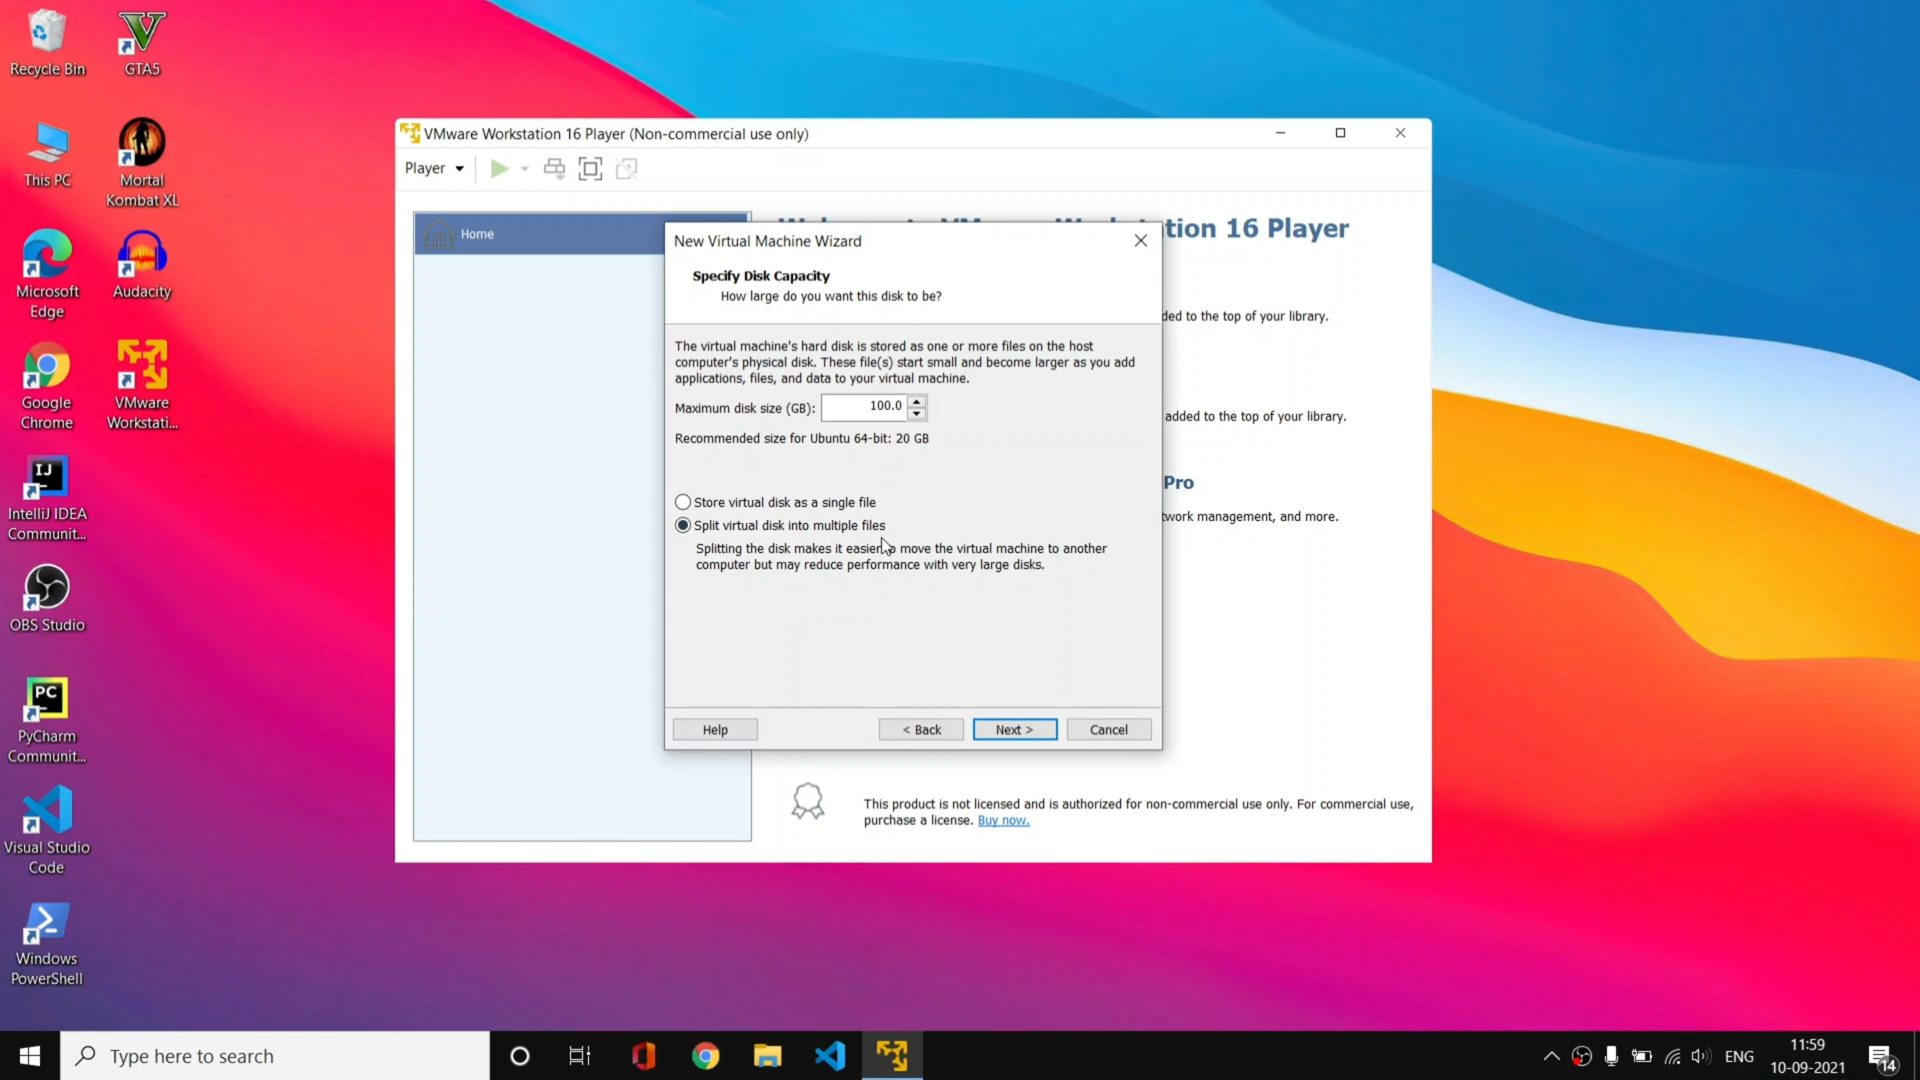 Recycle Bin
GTA5
This PC
Mortal
Kombat XL
Microsoft
Edge
Audacity
Google
Chrome
VMware
Workstati...
IJ
IntelliJ IDEA
Communit...
OBS Studio
PC
PyCharm
Communit...
Visual Studio
Code
Windows
PowerShell
VMware Workstation 16 Player (Non-commercial use only)
Player
Home
tion 16 Player
ded to the top of your library.
added to the top of your library.
Pro
twork management, and more.
New Virtual Machine Wizard
Specify Disk Capacity
How large do you want this disk to be?
The virtual machine's hard disk is stored as one or more files on the host
computer's physical disk. These file(s) start small and become larger as you add
applications, files, and data to your virtual machine.
Maximum disk size (GB): 100.0
Recommended size for Ubuntu 64-bit: 20 GB
Store virtual disk as a single file
Split virtual disk into multiple files
Splitting the disk makes it easier move the virtual machine to another
computer but may reduce performance with very large disks.
Help
< Back
Next >
Cancel
This product is not licensed and is authorized for non-commercial use only. For commercial use,
purchase a license. Buy now.
Type here to search
ENG
11:59
10-09-2021
14